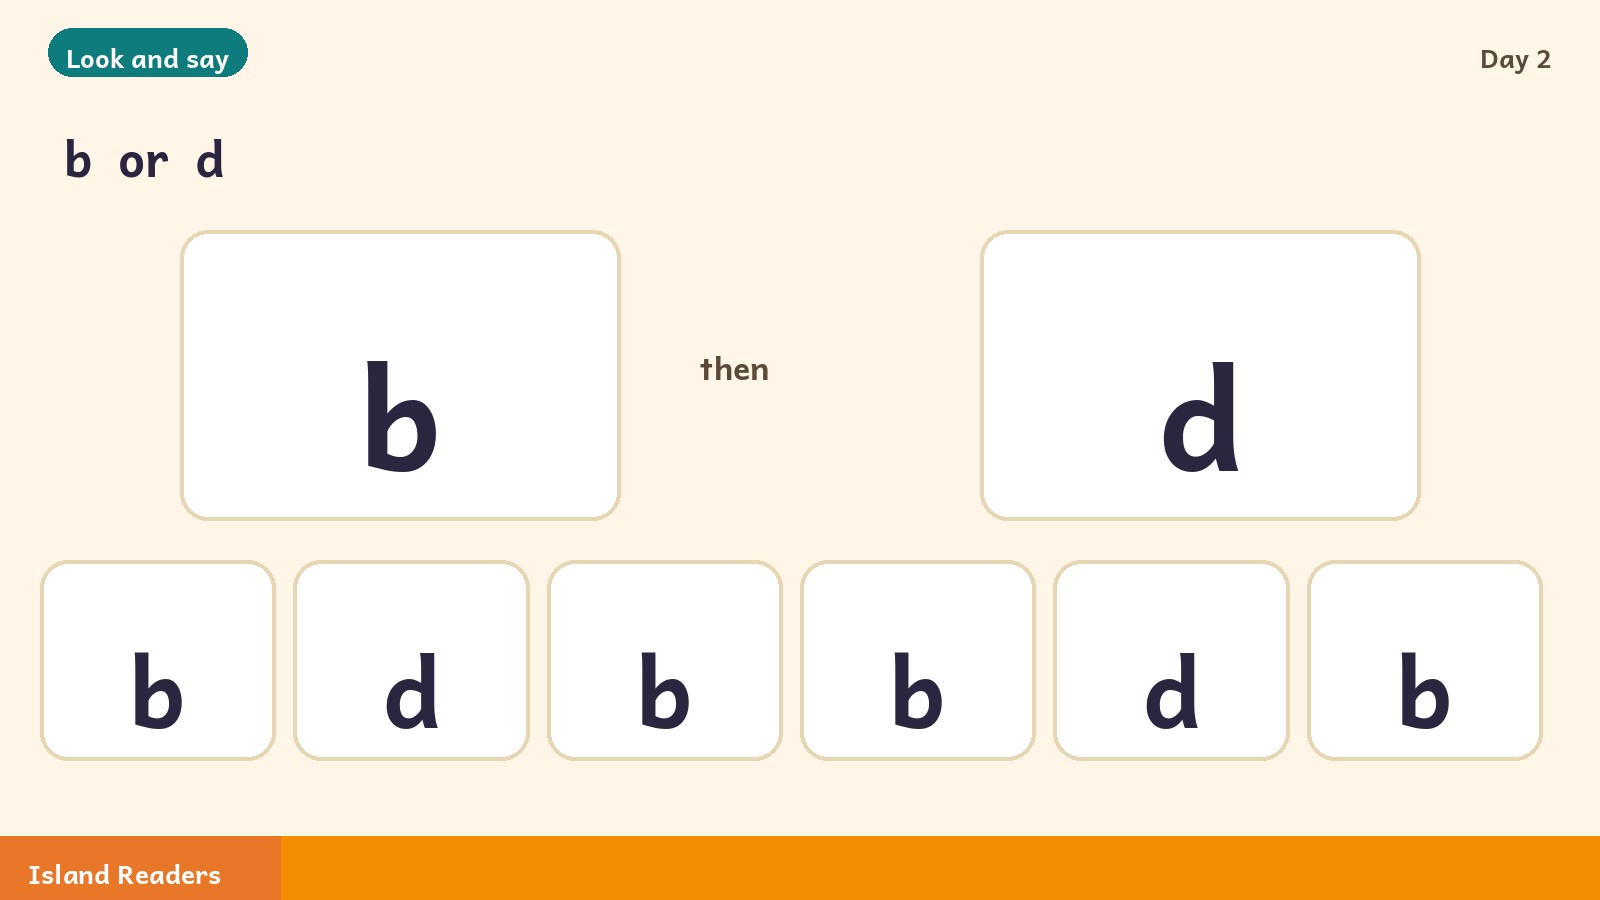 Look and say
Day 2
b or d
b then d
b d b b d b
Island Readers